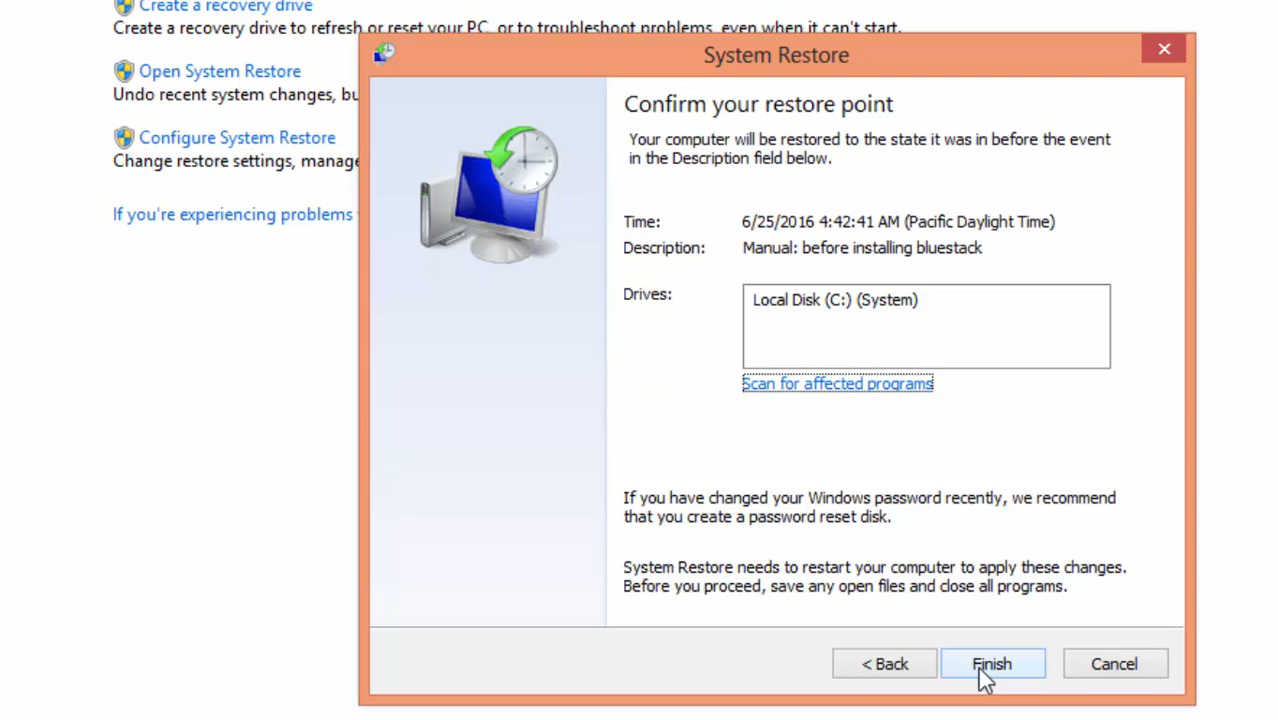 Create a recovery drive
Create a recovery drive to refresh or reset your PC, or to troubleshoot problems, even when it can't start.
System Restore
Open System Restore
Undo recent system changes, bu
Configure System Restore
Change restore settings, manage
If you're experiencing problems
Confirm your restore point
Your computer will be restored to the state it was in before the event
in the Description field below.
Time: 6/25/2016 4:42:41 AM (Pacific Daylight Time)
Description: Manual: before installing bluestack
Drives: Local Disk (C:) (System)
Scan for affected programs
If you have changed your Windows password recently, we recommend
that you create a password reset disk.
System Restore needs to restart your computer to apply these changes.
Before you proceed, save any open files and close all programs.
< Back Finish Cancel